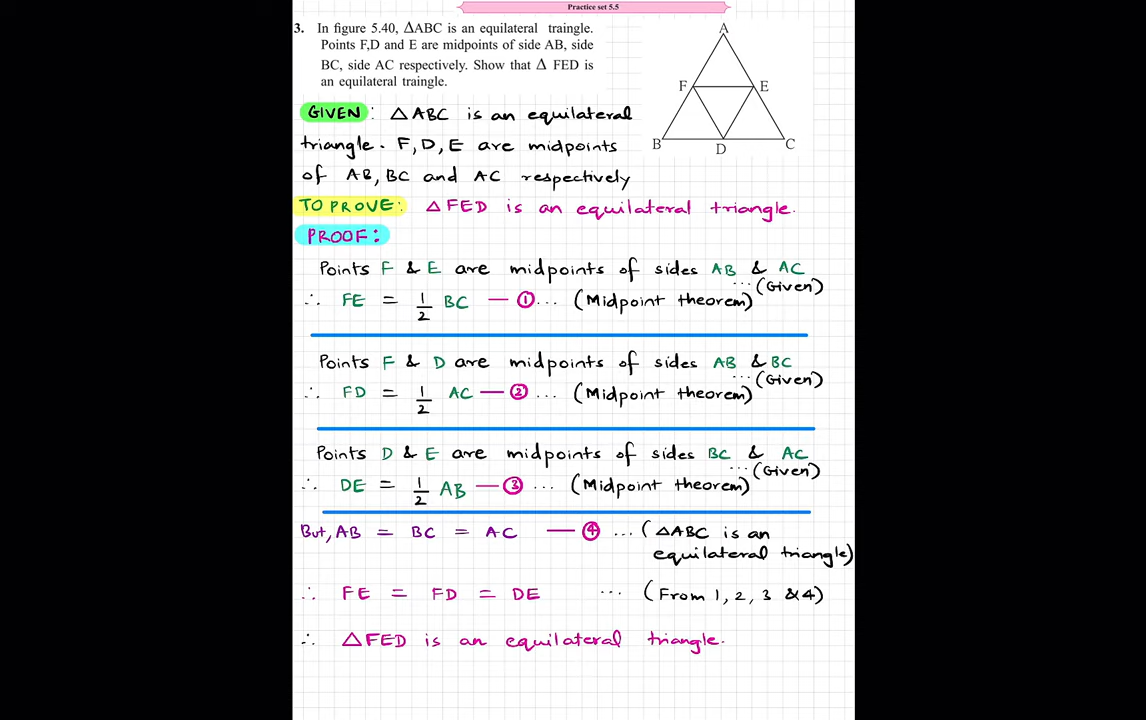 Practice set 5.5
3. In figure 5.40, ΔABC is an equilateral traingle.
Points F,D and E are midpoints of side AB, side
BC, side AC respectively. Show that Δ FED is
an equilateral traingle.
A
F
E
B
D
C
GIVEN: △ABC is an equilateral
triangle. F, D, E are midpoints
of AB, BC and AC respectively
TO PROVE: △FED is an equilateral triangle.
PROOF:
Points F & E are midpoints of sides AB & AC
... (Given)
∴ FE = 1/2 BC — ① ... (Midpoint theorem)
Points F & D are midpoints of sides AB & BC
... (Given)
∴ FD = 1/2 AC — ② ... (Midpoint theorem)
Points D & E are midpoints of sides BC & AC
... (Given)
∴ DE = 1/2 AB — ③ ... (Midpoint theorem)
But, AB = BC = AC — ④ ... (△ABC is an
equilateral triangle)
∴ FE = FD = DE ... (From 1, 2, 3 & 4)
∴ △FED is an equilateral triangle.